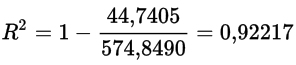 R² = 1 − 44,7405 / 574,8490 = 0,92217